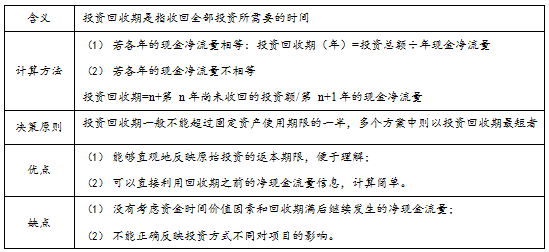 含义
投资回收期是指收回全部投资所需要的时间
计算方法
（1） 若各年的现金净流量相等：投资回收期（年）=投资总额÷年现金净流量
（2） 若各年的现金净流量不相等
投资回收期=n+第 n 年尚未收回的投资额/第 n+1 年的现金净流量
决策原则
投资回收期一般不能超过固定资产使用期限的一半，多个方案中则以投资回收期最短者
优点
（1） 能够直观地反映原始投资的返本期限，便于理解；
（2） 可以直接利用回收期之前的净现金流量信息，计算简单。
缺点
（1） 没有考虑资金时间价值因素和回收期满后继续发生的净现金流量；
（2） 不能正确反映投资方式不同对项目的影响。